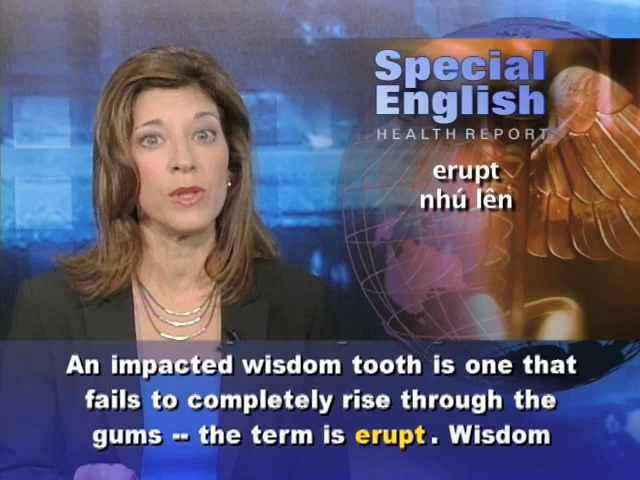 Special
English
HEALTH REPORT
erupt
nhú lên
An impacted wisdom tooth is one that
fails to completely rise through the
gums -- the term is erupt. Wisdom